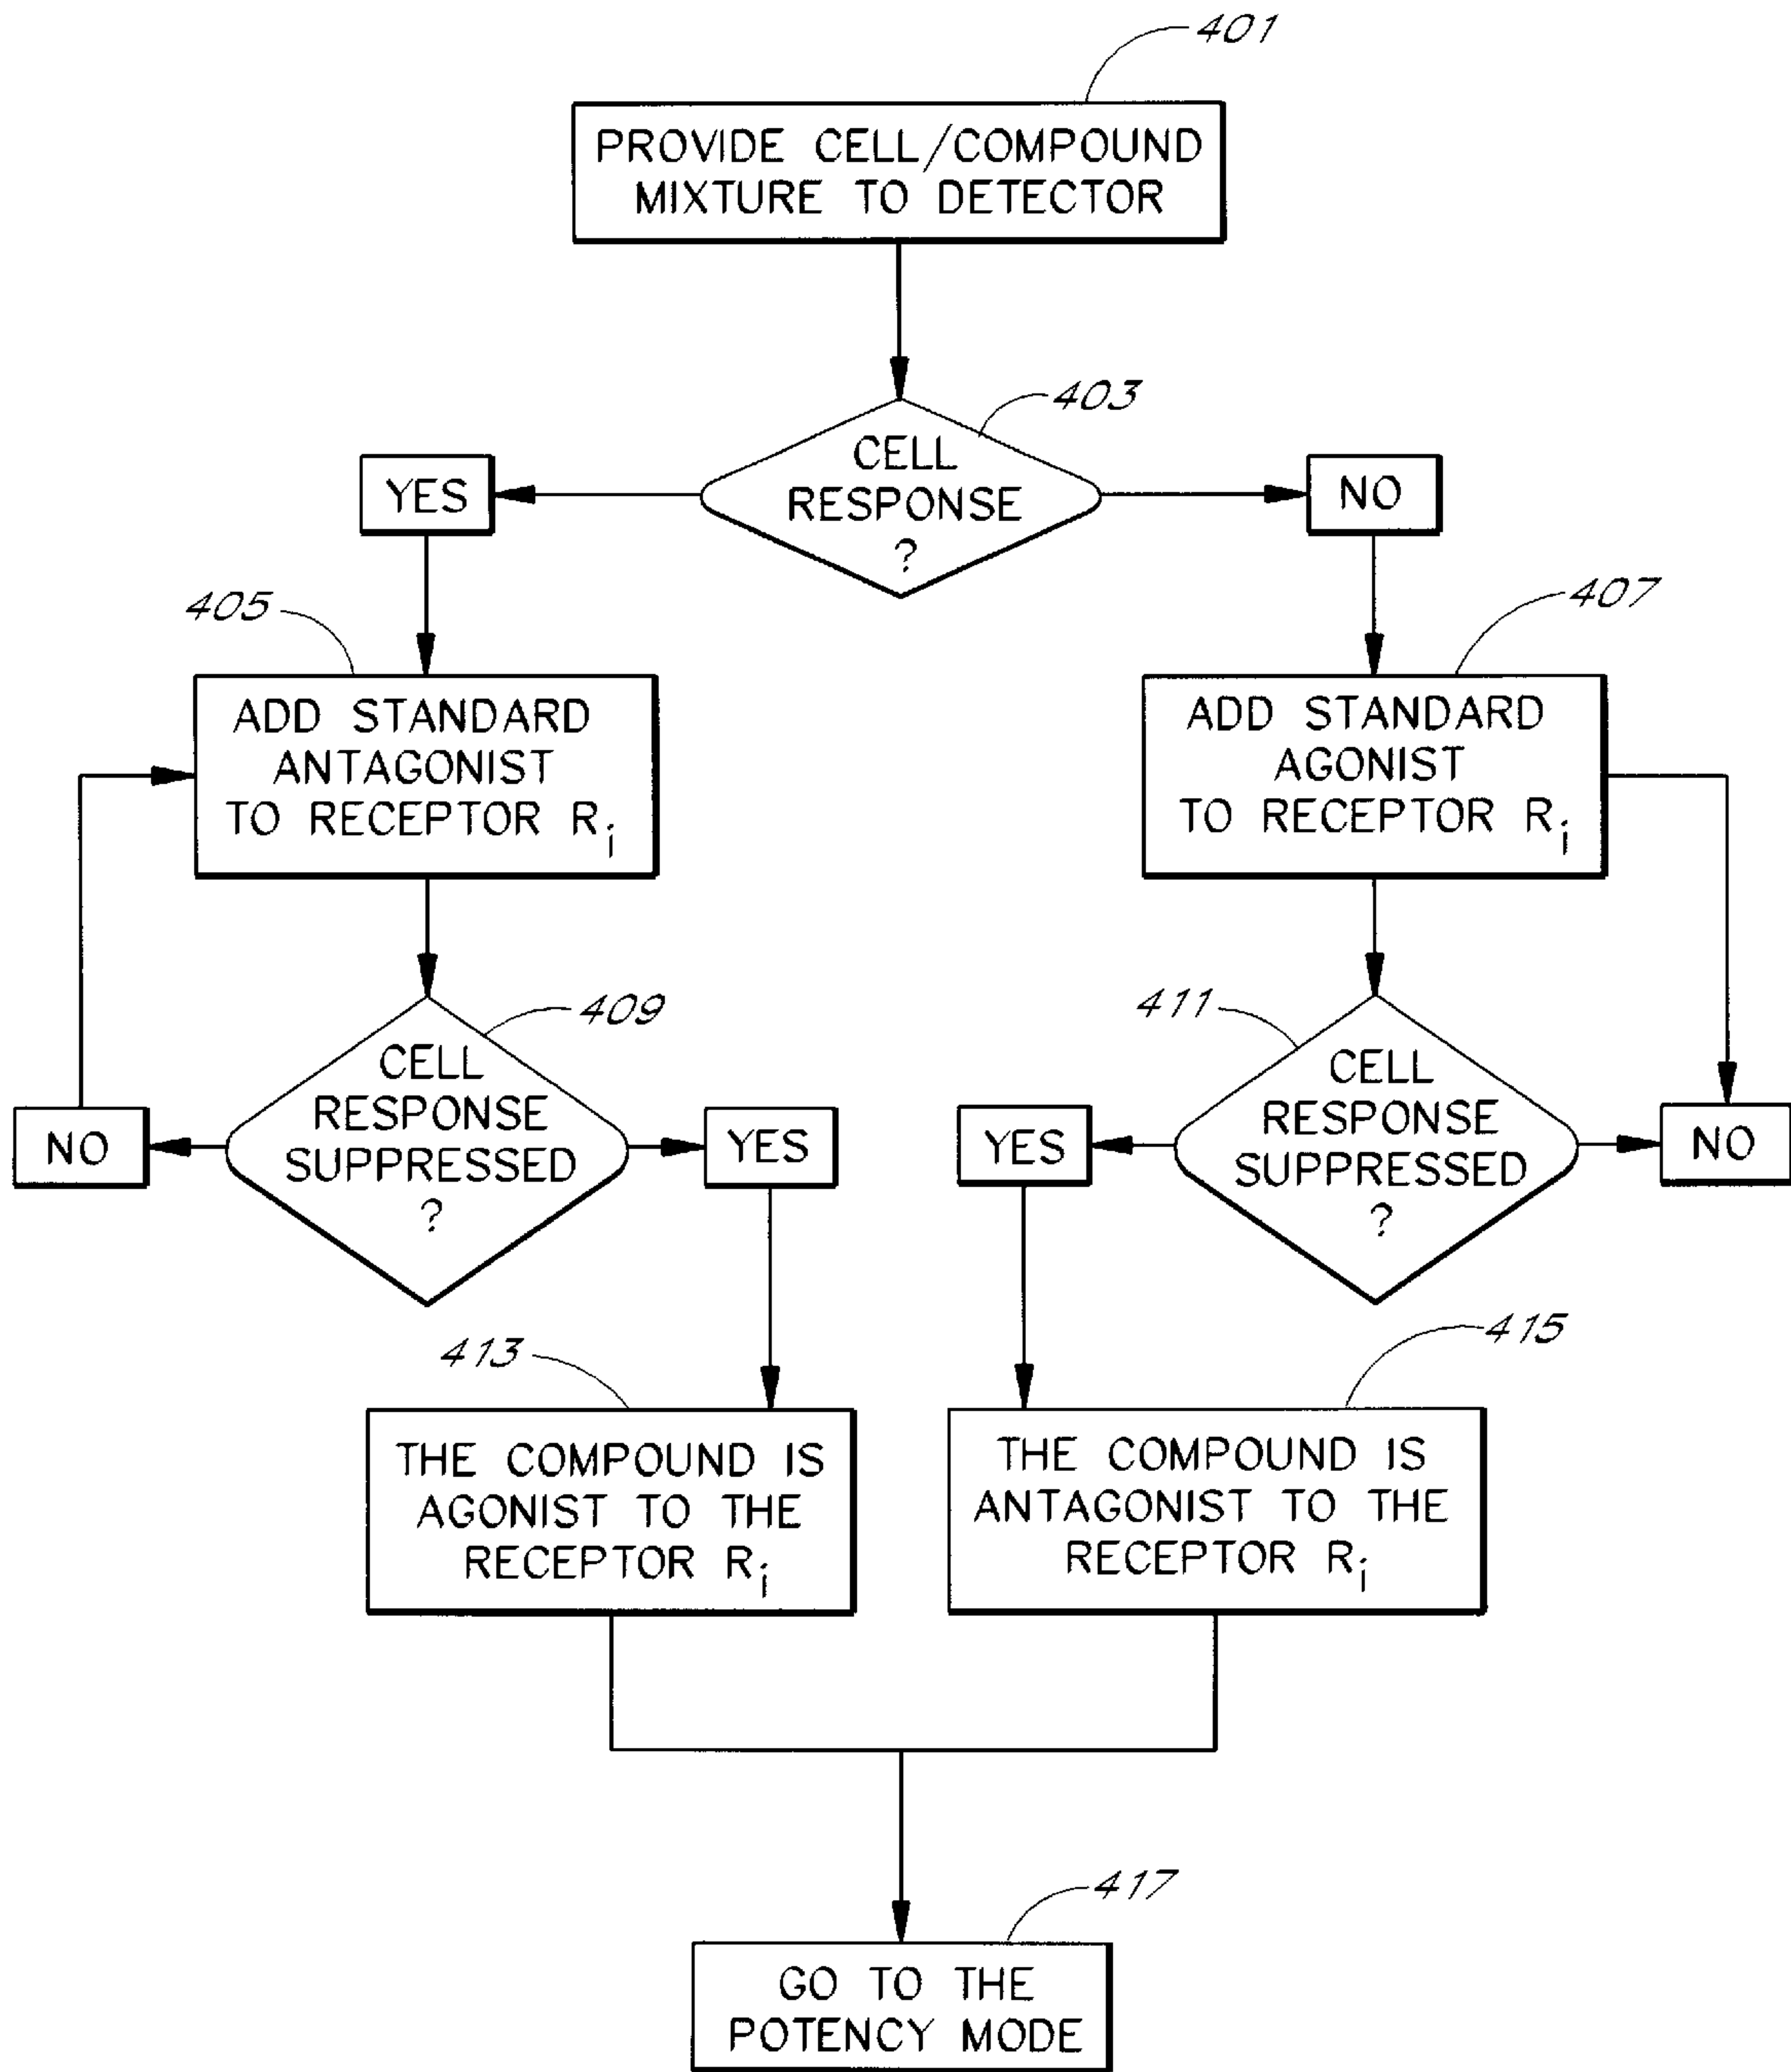 401
PROVIDE CELL/COMPOUND
MIXTURE TO DETECTOR
403
CELL
RESPONSE
?
YES
NO
405
ADD STANDARD
ANTAGONIST
TO RECEPTOR Ri
407
ADD STANDARD
AGONIST
TO RECEPTOR Ri
409
CELL
RESPONSE
SUPPRESSED
?
NO
YES
411
CELL
RESPONSE
SUPPRESSED
?
YES
NO
413
THE COMPOUND IS
AGONIST TO THE
RECEPTOR Ri
415
THE COMPOUND IS
ANTAGONIST TO THE
RECEPTOR Ri
417
GO TO THE
POTENCY MODE